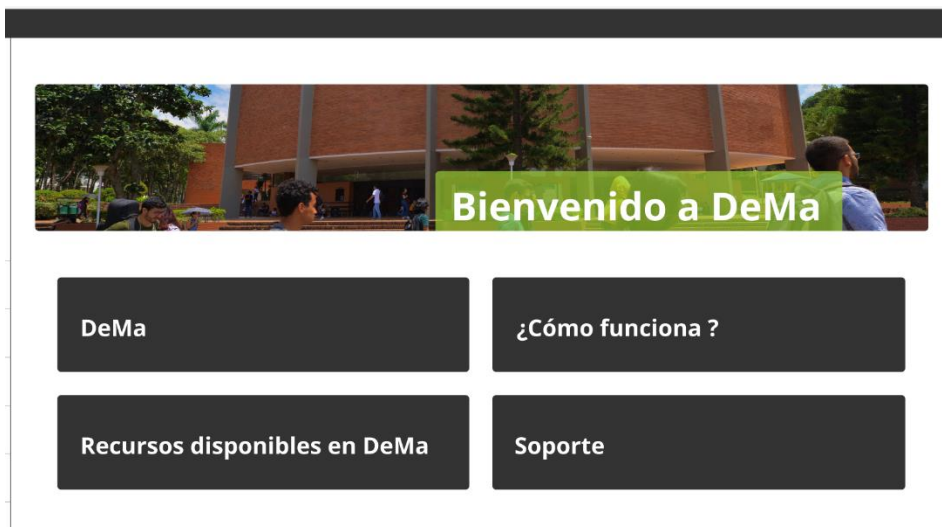 Bienvenido a DeMa
DeMa
¿Cómo funciona ?
Recursos disponibles en DeMa
Soporte